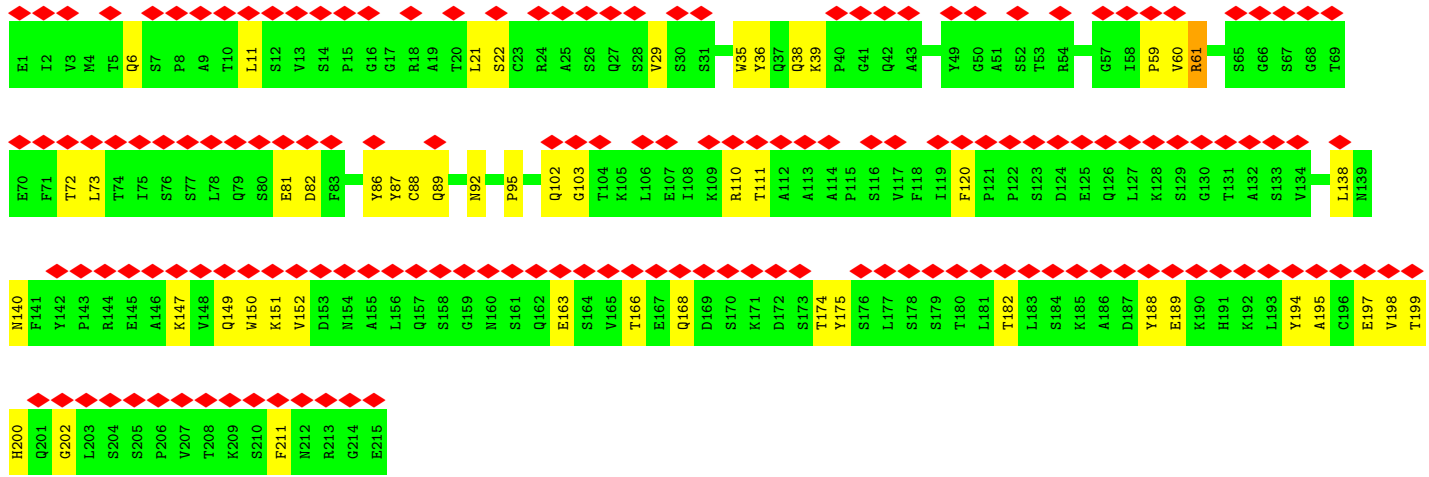 E1 I2 V3 M4 T5 Q6 S7 P8 A9 T10 L11 S12 V13 S14 P15 G16 G17 R18 A19 T20 L21 S22 C23 R24 A25 S26 Q27 S28 V29 S30 S31 W35 Y36 Q37 Q38 K39 P40 G41 Q42 A43 Y49 G50 A51 S52 T53 R54 G57 I58 P59 V60 R61 S65 G66 S67 G68 T69
E70 F71 T72 L73 T74 I75 S76 S77 L78 Q79 S80 E81 D82 F83 Y86 Y87 C88 Q89 N92 P95 Q102 G103 T104 K105 L106 E107 I108 K109 R110 T111 A112 A113 A114 P115 S116 V117 F118 I119 F120 P121 P122 S123 D124 E125 Q126 L127 K128 S129 G130 T131 A132 S133 V134 L138 N139
N140 F141 Y142 P143 R144 E145 A146 K147 V148 Q149 W150 K151 V152 D153 N154 A155 L156 Q157 S158 G159 N160 S161 Q162 E163 S164 V165 T166 E167 Q168 D169 S170 K171 D172 S173 T174 Y175 S176 L177 S178 S179 T180 L181 T182 L183 S184 K185 A186 D187 Y188 E189 K190 H191 K192 L193 Y194 A195 C196 E197 V198 T199
H200 Q201 G202 L203 S204 S205 P206 V207 T208 K209 S210 F211 N212 R213 G214 E215